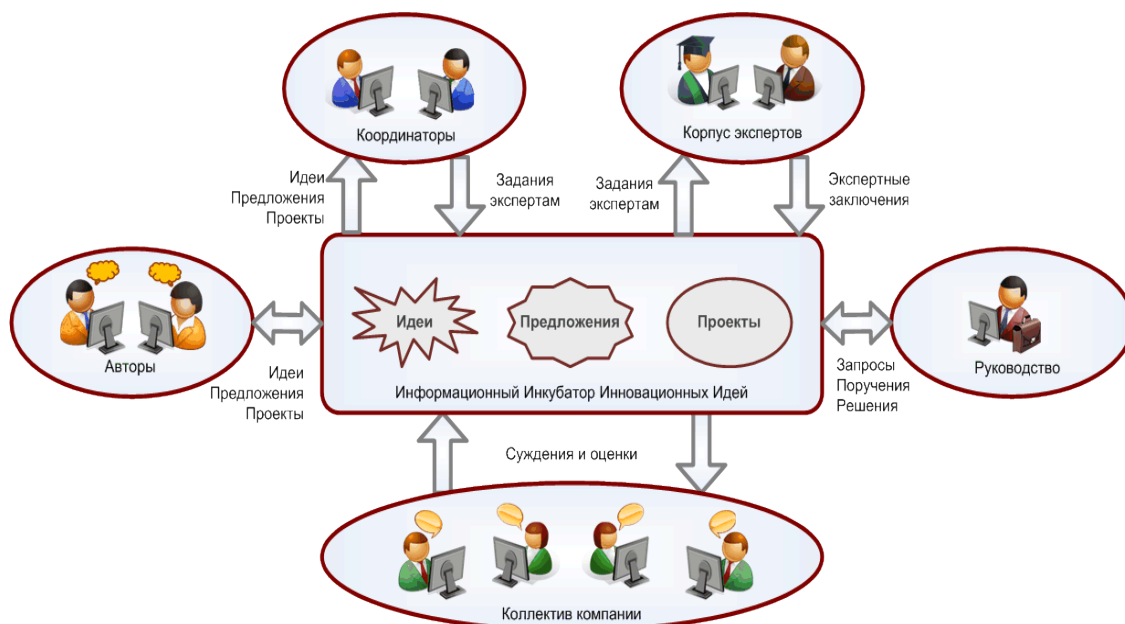 Координаторы
Корпус экспертов
Идеи
Предложения
Проекты
Задания
экспертам
Задания
экспертам
Экспертные
заключения
Авторы
Идеи
Предложения
Проекты
Идеи
Предложения
Проекты
Информационный Инкубатор Инновационных Идей
Запросы
Поручения
Решения
Руководство
Суждения и оценки
Коллектив компании